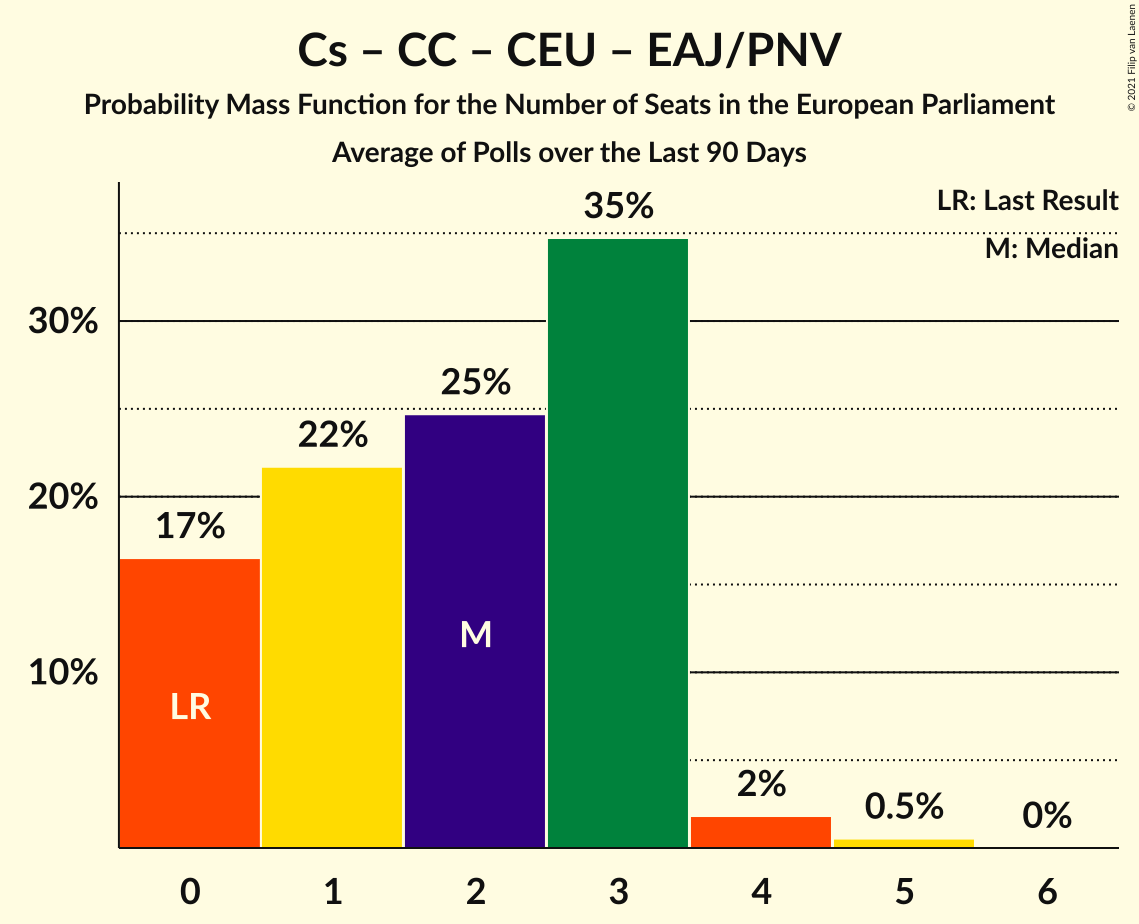 Cs – CC – CEU – EAJ/PNV
Probability Mass Function for the Number of Seats in the European Parliament
Average of Polls over the Last 90 Days
© 2021 Filip van Laenen
LR: Last Result
M: Median
35%
30%
25%
22%
20%
17%
M
10%
LR
2%
0.5%
0%
0 1 2 3 4 5 6